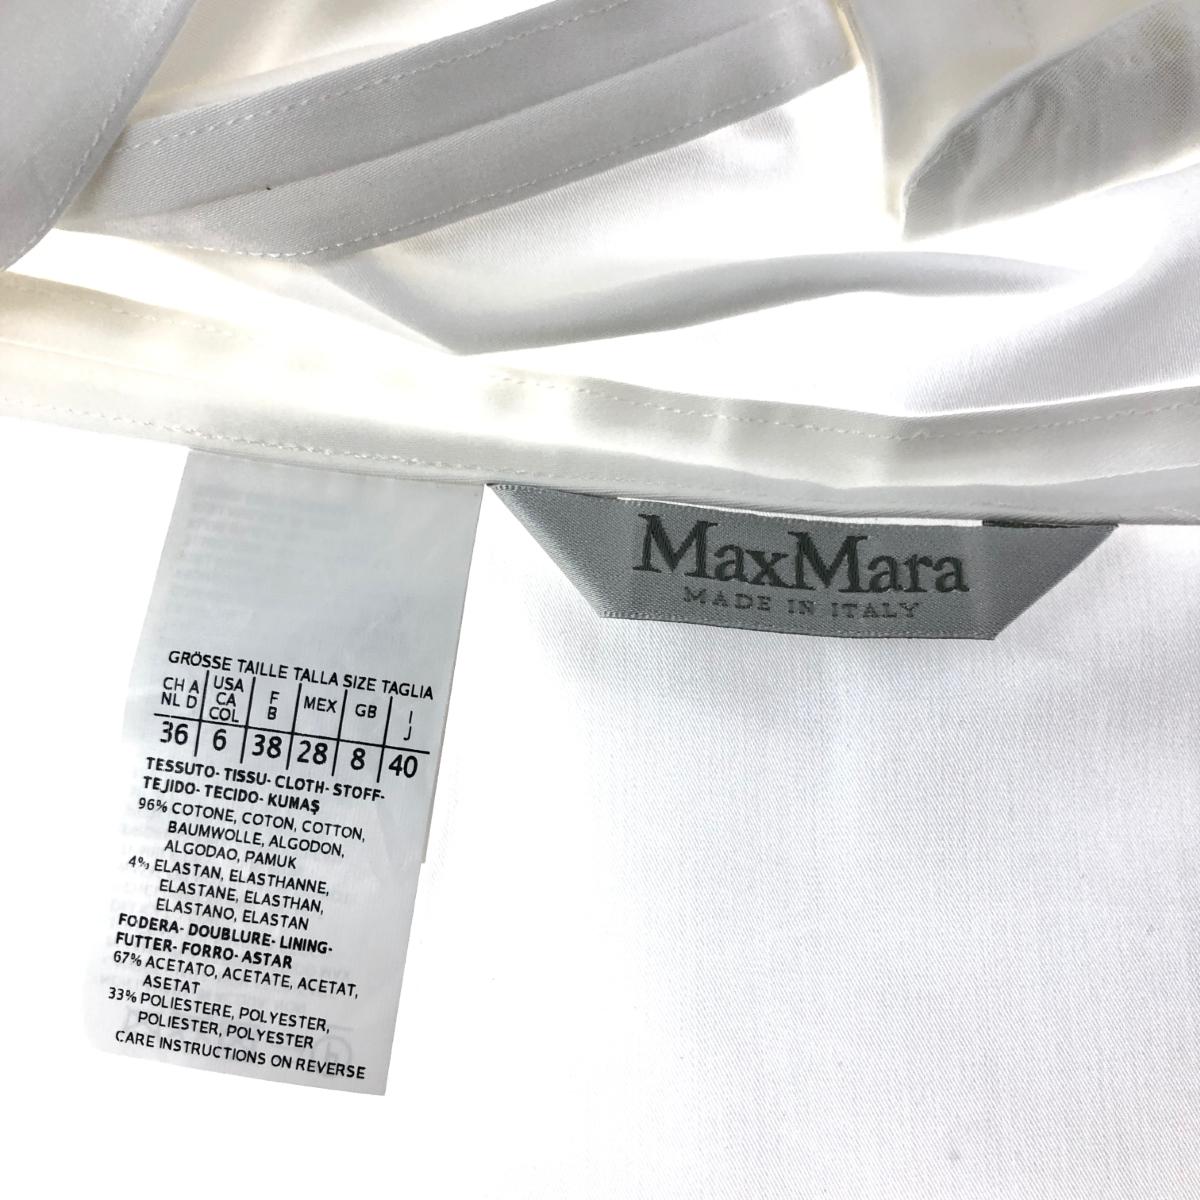 MaxMara
MADE IN ITALY
GRÖSSE TAILLE TALLA SIZE TAGLIA
CH A USA F MEX GB I
NL D CA B J
COL
36 6 38 28 8 40
TESSUTO- TISSU- CLOTH- STOFF-
TEJIDO- TECIDO- KUMAŞ
96% COTONE, COTON, COTTON,
BAUMWOLLE, ALGODON,
ALGODAO, PAMUK
4% ELASTAN, ELASTHANNE,
ELASTANE, ELASTHAN,
ELASTANO, ELASTAN
FODERA- DOUBLURE- LINING-
FUTTER- FORRO- ASTAR
67% ACETATO, ACETATE, ACETAT,
ASETAT
33% POLIESTERE, POLYESTER,
POLIESTER, POLYESTER
CARE INSTRUCTIONS ON REVERSE